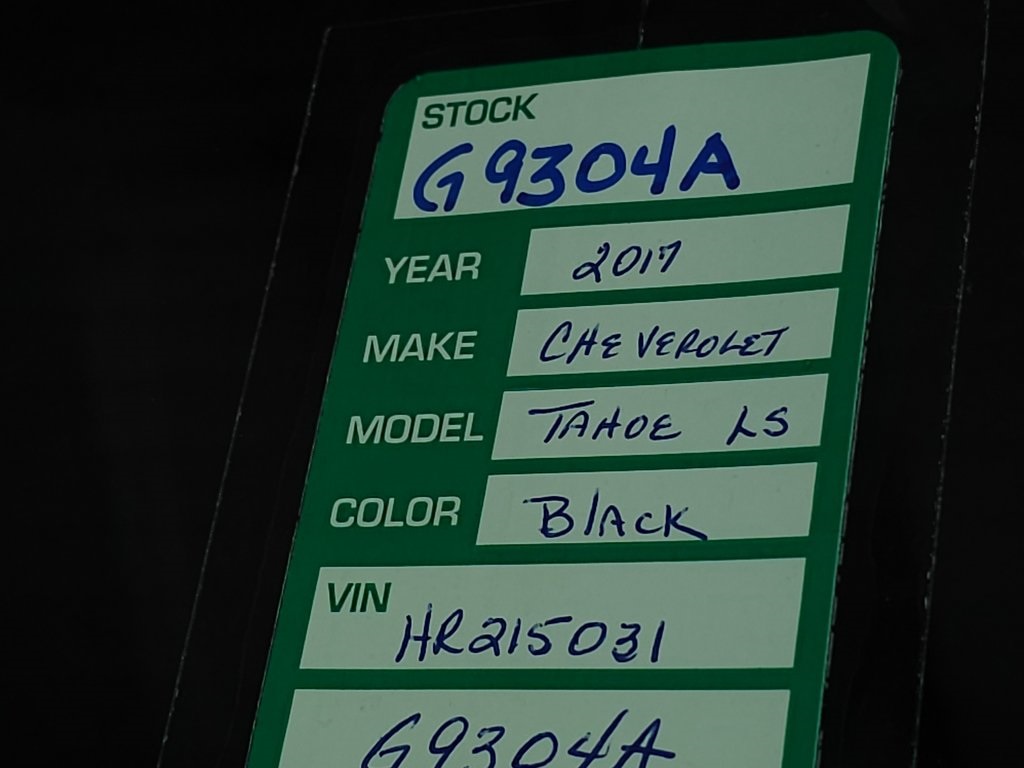 STOCK
G9304A
YEAR 2017
MAKE CHEVEROLET
MODEL TAHOE LS
COLOR BlACK
VIN
HR215031
G9304A